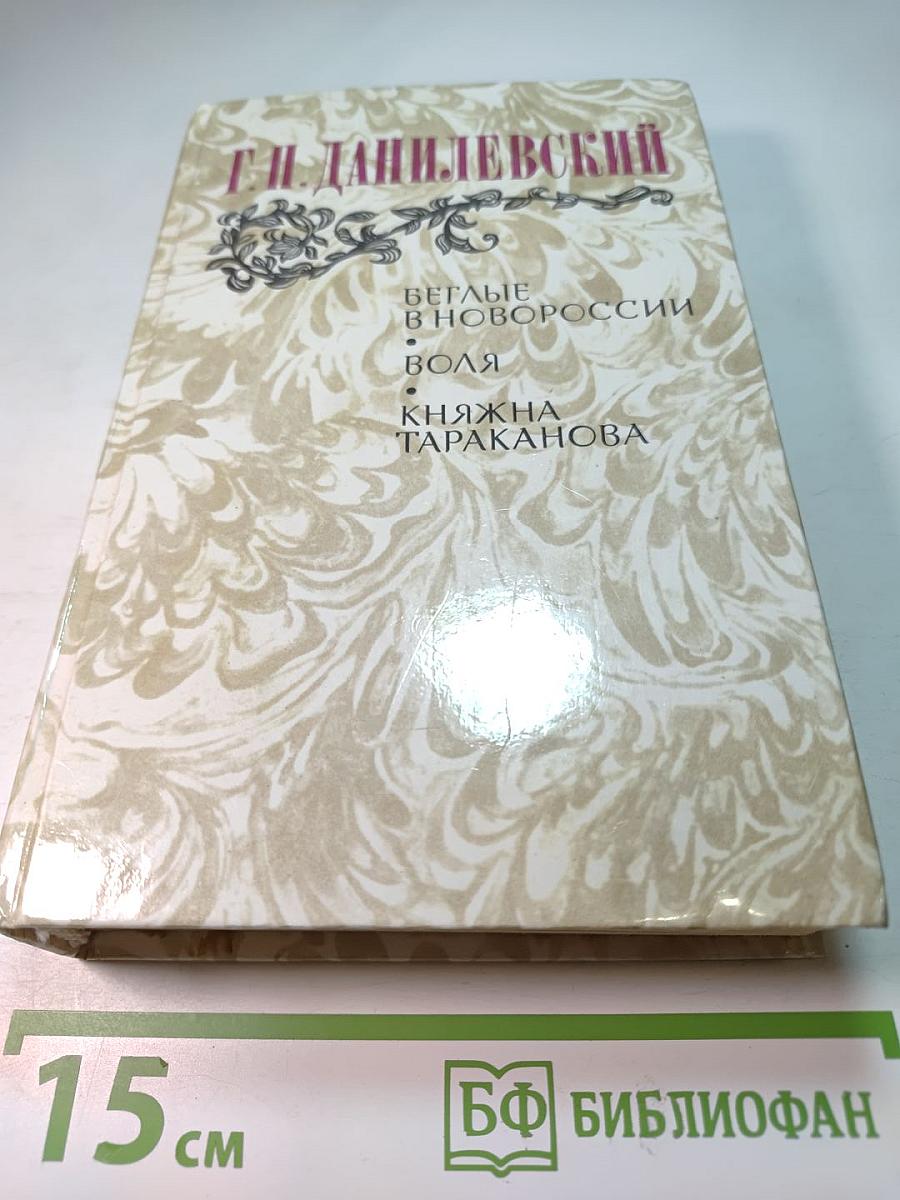 Г. П. ДАНИЛЕВСКИЙ
БЕГЛЫЕ
В НОВОРОССИИ
•
ВОЛЯ
•
КНЯЖНА
ТАРАКАНОВА
15 см
БФ БИБЛИОФАН